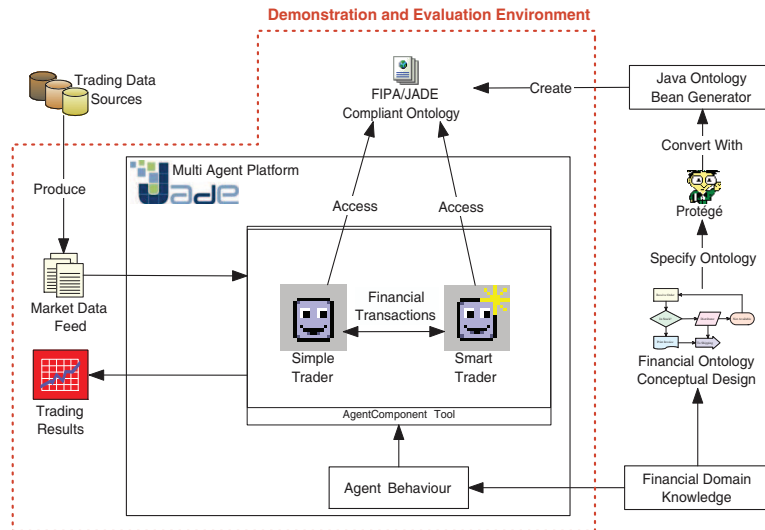 Demonstration and Evaluation Environment
Trading Data
Sources
FIPA/JADE
Compliant Ontology
Create
Java Ontology
Bean Generator
Convert With
Protégé
Specify Ontology
Financial Ontology
Conceptual Design
Financial Domain
Knowledge
Produce
Market Data
Feed
Trading
Results
Multi Agent Platform
Jade
Access
Access
Financial
Transactions
Simple
Trader
Smart
Trader
AgentComponent Tool
Agent Behaviour